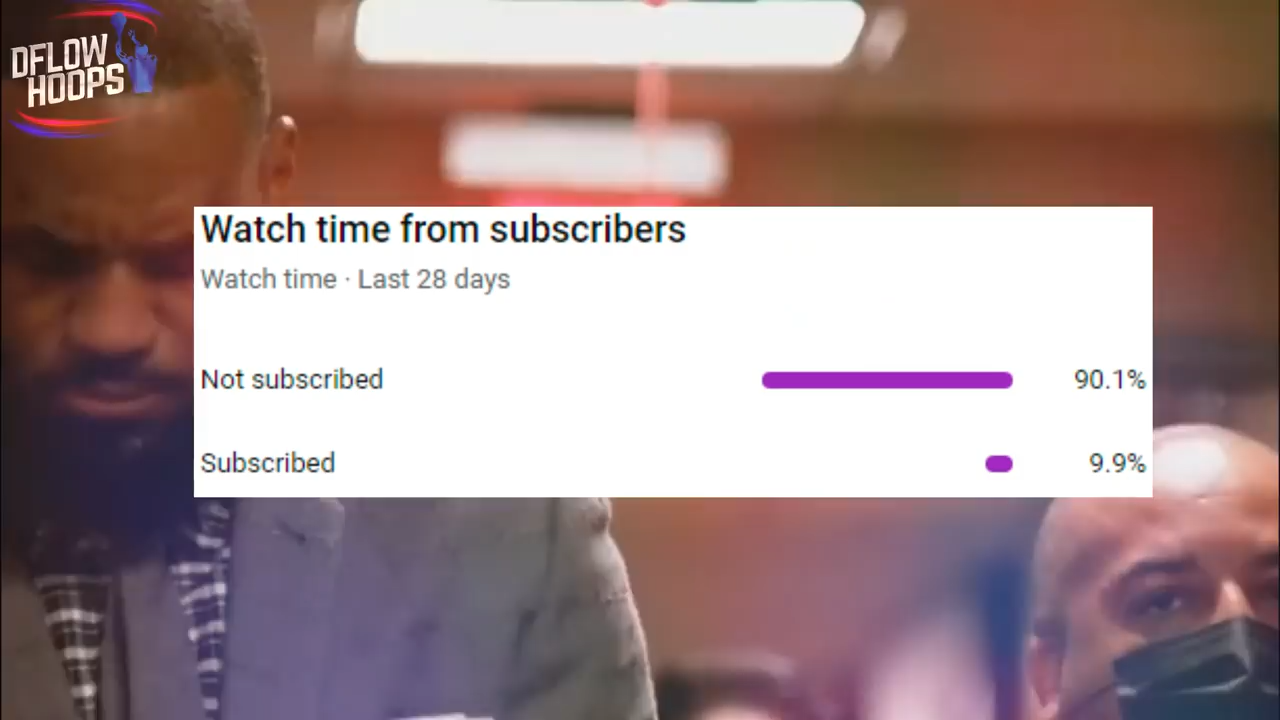 DFLOW
HOOPS
Watch time from subscribers
Watch time · Last 28 days
Not subscribed 90.1%
Subscribed 9.9%